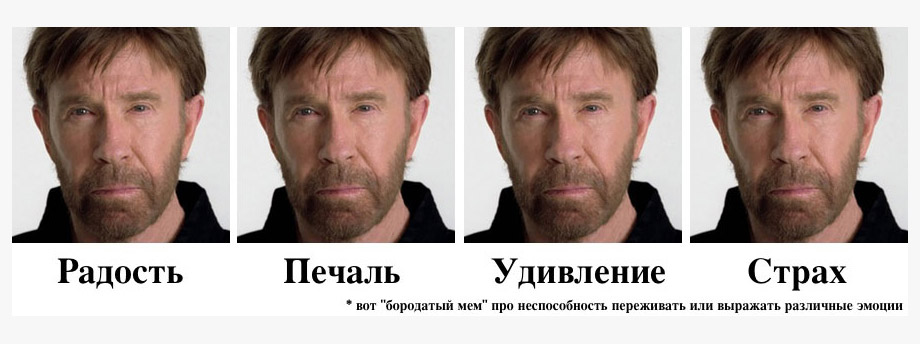 Радость Печаль Удивление Страх
* вот "бородатый мем" про неспособность переживать или выражать различные эмоции